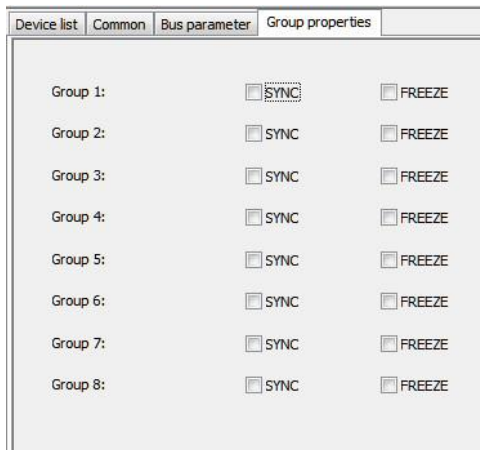 Device list Common Bus parameter Group properties
Group 1: SYNC FREEZE
Group 2: SYNC FREEZE
Group 3: SYNC FREEZE
Group 4: SYNC FREEZE
Group 5: SYNC FREEZE
Group 6: SYNC FREEZE
Group 7: SYNC FREEZE
Group 8: SYNC FREEZE